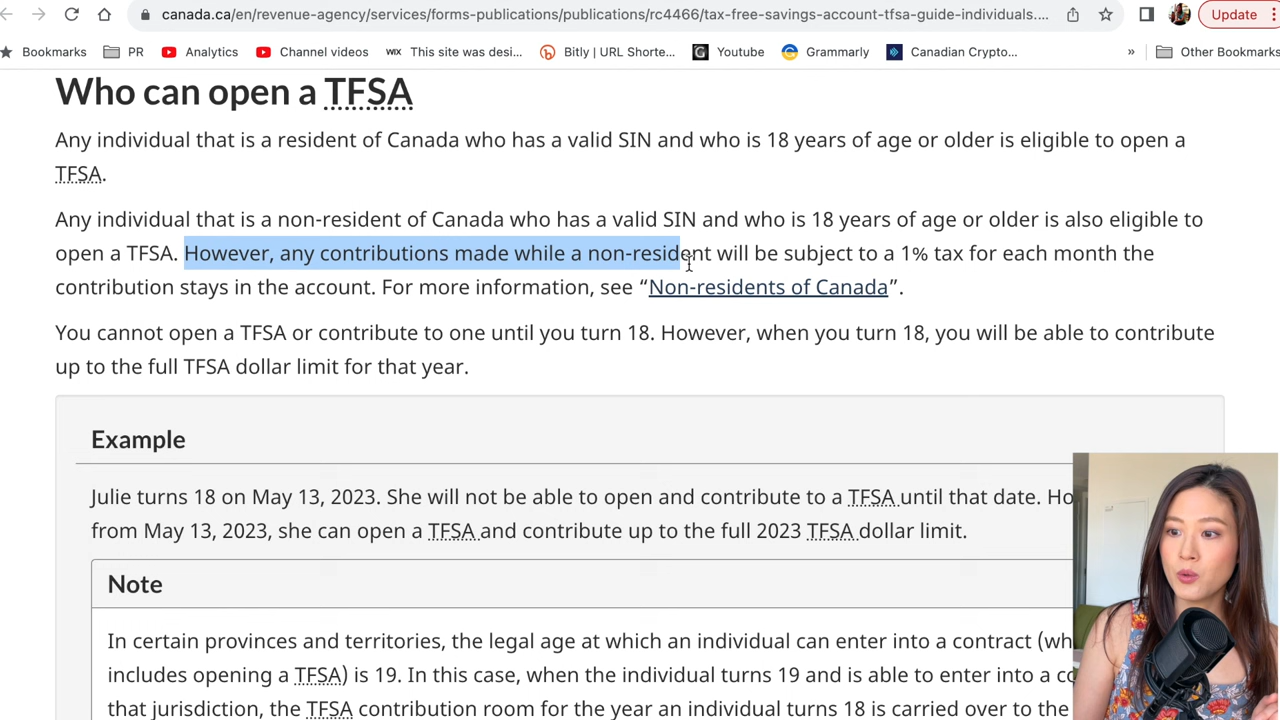 canada.ca/en/revenue-agency/services/forms-publications/publications/rc4466/tax-free-savings-account-tfsa-guide-individuals....
Update
Bookmarks PR Analytics Channel videos WIX This site was desi... Bitly | URL Shorte... Youtube Grammarly Canadian Crypto... » Other Bookmarks
Who can open a TFSA
Any individual that is a resident of Canada who has a valid SIN and who is 18 years of age or older is eligible to open a
TFSA.
Any individual that is a non-resident of Canada who has a valid SIN and who is 18 years of age or older is also eligible to
open a TFSA. However, any contributions made while a non-resident will be subject to a 1% tax for each month the
contribution stays in the account. For more information, see “Non-residents of Canada”.
You cannot open a TFSA or contribute to one until you turn 18. However, when you turn 18, you will be able to contribute
up to the full TFSA dollar limit for that year.
Example
Julie turns 18 on May 13, 2023. She will not be able to open and contribute to a TFSA until that date. Ho
from May 13, 2023, she can open a TFSA and contribute up to the full 2023 TFSA dollar limit.
Note
In certain provinces and territories, the legal age at which an individual can enter into a contract (wh
includes opening a TFSA) is 19. In this case, when the individual turns 19 and is able to enter into a co
that jurisdiction, the TFSA contribution room for the year an individual turns 18 is carried over to the